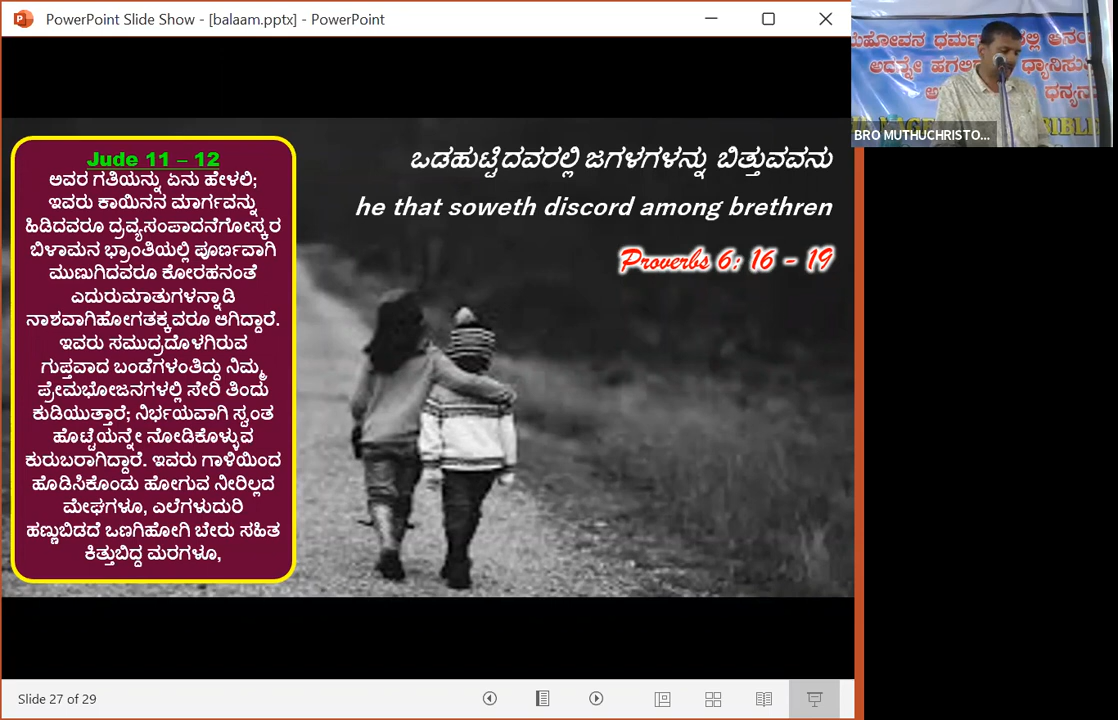 PowerPoint Slide Show - [balaam.pptx] - PowerPoint
Jude 11 – 12
ಅವರ ಗತಿಯನ್ನು ಏನು ಹೇಳಲಿ;
ಇವರು ಕಾಯಿನನ ಮಾರ್ಗವನ್ನು
ಹಿಡಿದವರೂ ದ್ರವ್ಯಸಂಪಾದನೆಗೋಸ್ಕರ
ಬಿಳಾಮನ ಭ್ರಾಂತಿಯಲ್ಲಿ ಪೂರ್ಣವಾಗಿ
ಮುಣುಗಿದವರೂ ಕೋರಹನಂತೆ
ಎದುರುಮಾತುಗಳನ್ನಾಡಿ
ನಾಶವಾಗಿಹೋಗತಕ್ಕವರೂ ಆಗಿದ್ದಾರೆ.
ಇವರು ಸಮುದ್ರದೊಳಗಿರುವ
ಗುಪ್ತವಾದ ಬಂಡೆಗಳಂತಿದ್ದು ನಿಮ್ಮ
ಪ್ರೇಮಭೋಜನಗಳಲ್ಲಿ ಸೇರಿ ತಿಂದು
ಕುಡಿಯುತ್ತಾರೆ; ನಿರ್ಭಯವಾಗಿ ಸ್ವಂತ
ಹೊಟ್ಟೆಯನ್ನೇ ನೋಡಿಕೊಳ್ಳುವ
ಕುರುಬರಾಗಿದ್ದಾರೆ. ಇವರು ಗಾಳಿಯಿಂದ
ಹೊಡಿಸಿಕೊಂಡು ಹೋಗುವ ನೀರಿಲ್ಲದ
ಮೇಘಗಳೂ, ಎಲೆಗಳುದುರಿ
ಹಣ್ಣುಬಿಡದೆ ಒಣಗಿಹೋಗಿ ಬೇರು ಸಹಿತ
ಕಿತ್ತುಬಿದ್ದ ಮರಗಳೂ,
ಒಡಹುಟ್ಟಿದವರಲ್ಲಿ ಜಗಳಗಳನ್ನು ಬಿತ್ತುವವನು
he that soweth discord among brethren
Proverbs 6: 16 – 19
BRO MUTHUCHRISTO...
Slide 27 of 29